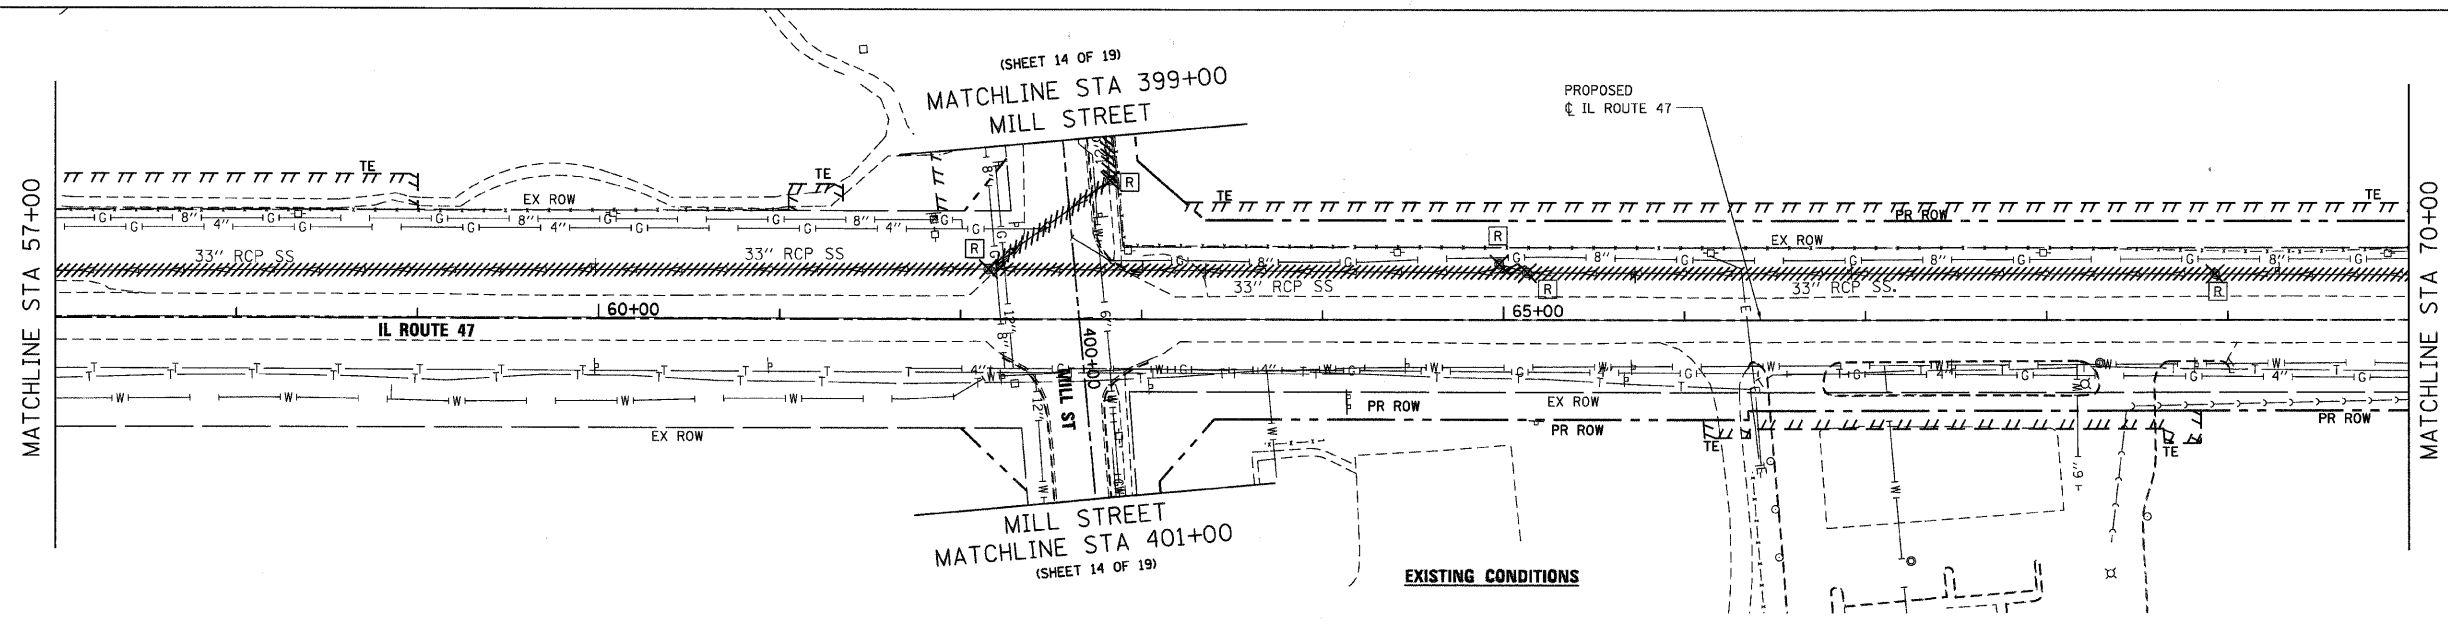 (SHEET 14 OF 19)
MATCHLINE STA 399+00
MILL STREET
PROPOSED
℄ IL ROUTE 47
MATCHLINE STA 57+00
MATCHLINE STA 70+00
TE
TE
TE
TE
EX ROW
PR ROW
EX ROW
G 8" 4" G G 8" 4" G G 8" 4" G
8"
12"
R
R
R
R
R
33" RCP SS
33" RCP SS
33" RCP SS
33" RCP SS.
G 8" G G 8" G G 8" G G 8" G
60+00
65+00
IL ROUTE 47
12"
8"
6"
400+00
MILL ST
T T T T T T T T T T
W W W W W
4" W G 4" W G W G 4" W G
12"
EX ROW
EX ROW
PR ROW
PR ROW
PR ROW
TE
TE
W
W
6"
E
MILL STREET
MATCHLINE STA 401+00
(SHEET 14 OF 19)
EXISTING CONDITIONS